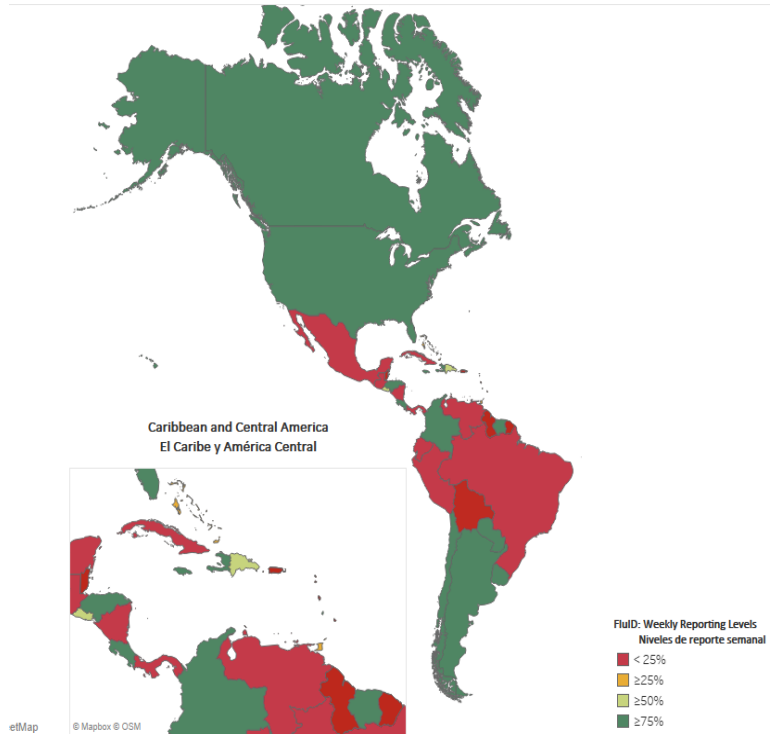 Caribbean and Central America
El Caribe y América Central
FluID: Weekly Reporting Levels
Niveles de reporte semanal
< 25%
≥25%
≥50%
≥75%
etMap
© Mapbox © OSM